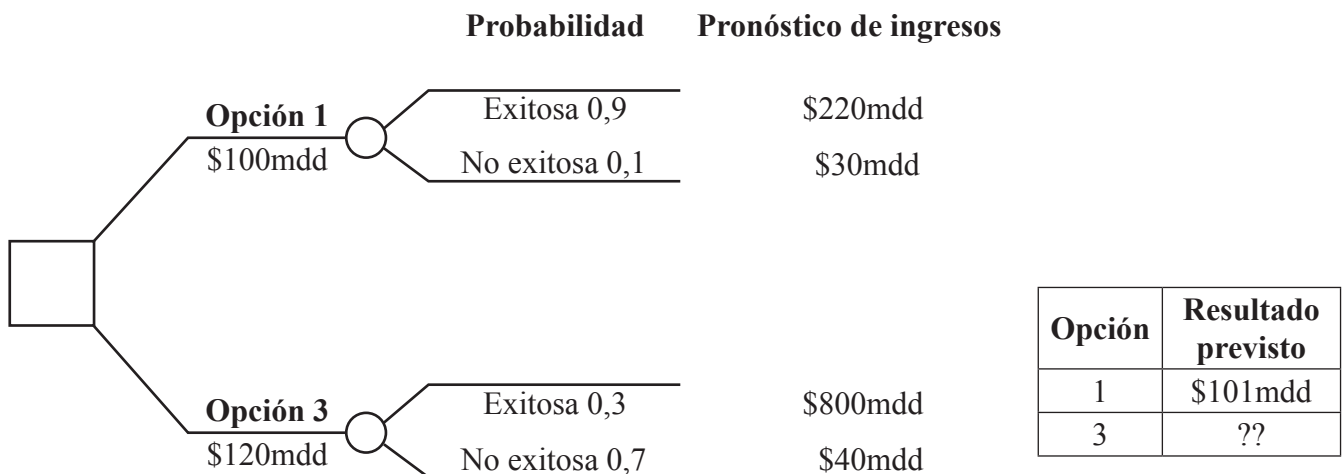 Probabilidad Pronóstico de ingresos
Opción 1
$100mdd
Exitosa 0,9 $220mdd
No exitosa 0,1 $30mdd
Opción 3
$120mdd
Exitosa 0,3 $800mdd
No exitosa 0,7 $40mdd
Opción Resultado previsto
1 $101mdd
3 ??